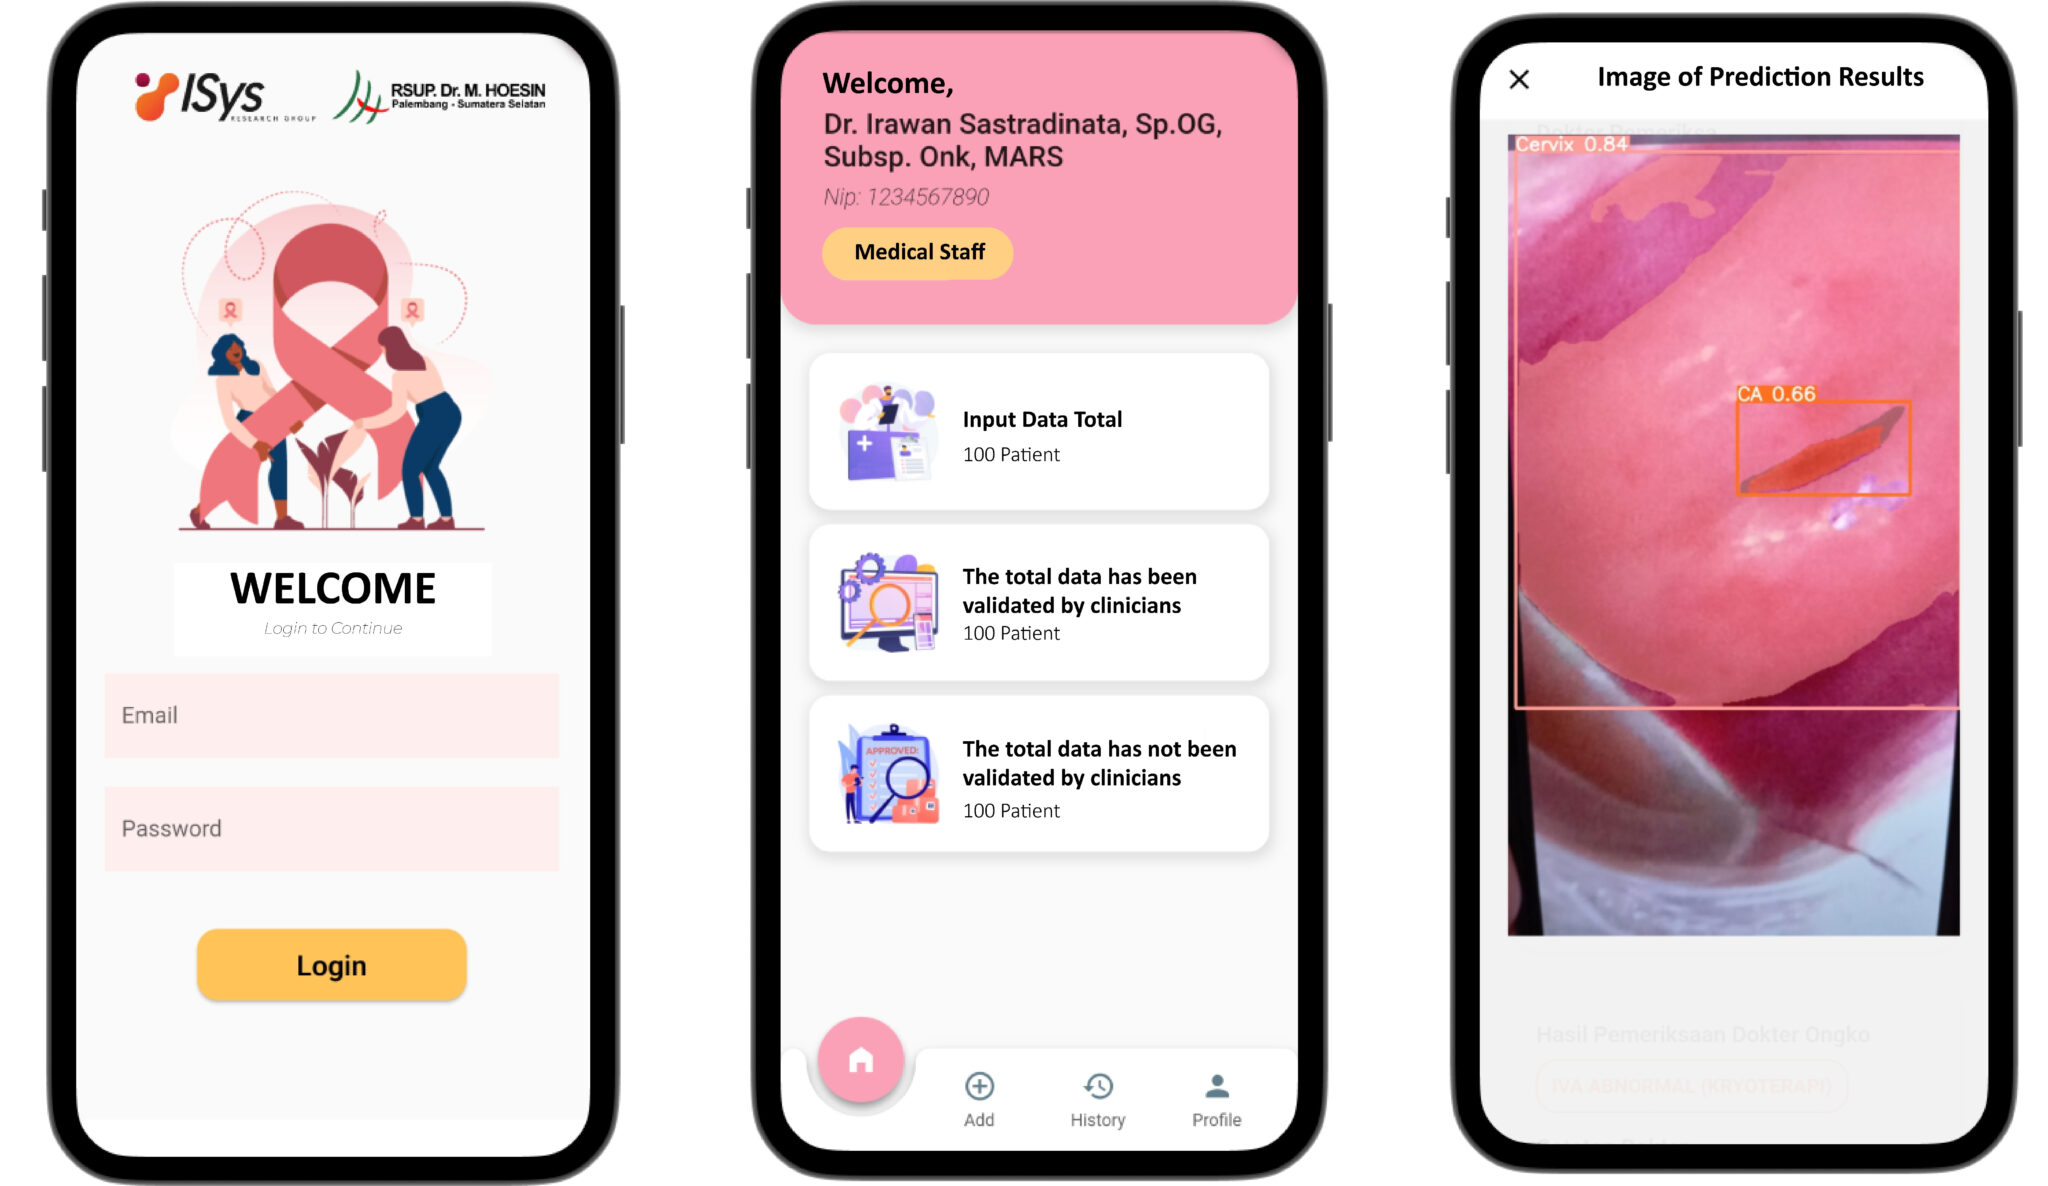 ISys
RESEARCH GROUP
RSUP. Dr. M. HOESIN
Palembang - Sumatera Selatan
WELCOME
Login to Continue
Email
Password
Login
Welcome,
Dr. Irawan Sastradinata, Sp.OG,
Subsp. Onk, MARS
Nip: 1234567890
Medical Staff
Input Data Total
100 Patient
The total data has been
validated by clinicians
100 Patient
APPROVED:
The total data has not been
validated by clinicians
100 Patient
Add
History
Profile
Image of Prediction Results
Dokter Pemeriksa
Cervix 0.84
CA 0.66
Hasil Pemeriksaan Dokter Ongko
IVA ABNORMAL (KRYOTERAPI)